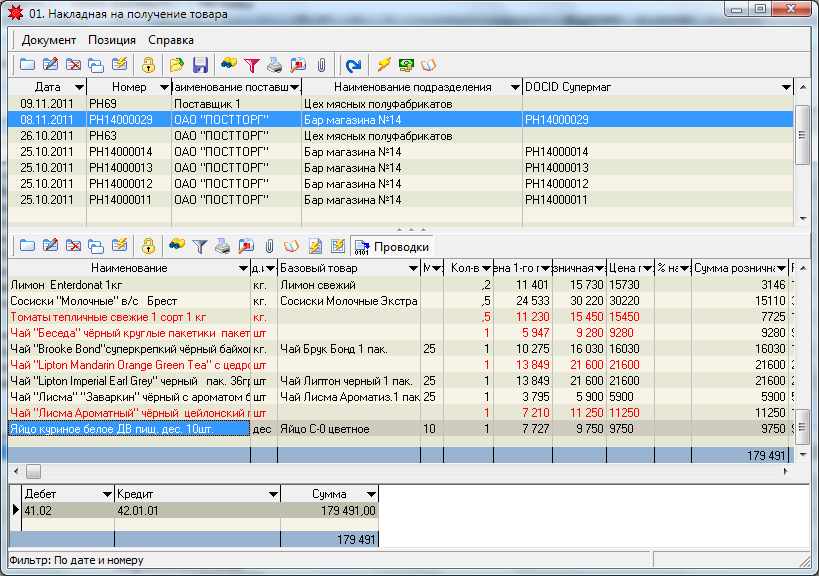 01. Накладная на получение товара
Документ Позиция Справка
Дата Номер Наименование поставщ Наименование подразделения DOCID Супермаг
09.11.2011 РН69 Поставщик 1 Цех мясных полуфабрикатов
08.11.2011 РН14000029 ОАО "ПОСТТОРГ" Бар магазина №14 РН14000029
26.10.2011 РН63 ОАО "ПОСТТОРГ" Цех мясных полуфабрикатов
25.10.2011 РН14000014 ОАО "ПОСТТОРГ" Бар магазина №14 РН14000014
25.10.2011 РН14000013 ОАО "ПОСТТОРГ" Бар магазина №14 РН14000013
25.10.2011 РН14000012 ОАО "ПОСТТОРГ" Бар магазина №14 РН14000012
25.10.2011 РН14000011 ОАО "ПОСТТОРГ" Бар магазина №14 РН14000011
0101 Проводки
Наименование д.и Базовый товар М Кол-в ена 1-го п зничная Цена г % на Сумма розничн
Лимон Enterdonat 1кг кг. Лимон свежий ,2 11 401 15 730 15730 3146
Сосиски "Молочные" в/с Брест кг. Сосиски Молочные Экстра ,5 24 533 30 220 30220 15110
Томаты тепличные свежие 1 сорт 1 кг кг. ,5 11 230 15 450 15450 7725
Чай "Беседа" чёрный круглые пакетики пакет шт 1 5 947 9 280 9280 9280
Чай "Brooke Bond"суперкрепкий чёрный байхо кг. Чай Брук Бонд 1 пак. 25 1 10 275 16 030 16030 16030
Чай "Lipton Mandarin Orange Green Tea" с цедро шт 1 13 849 21 600 21600 21600
Чай "Lipton Imperial Earl Grey" черный пак. 36гр шт Чай Липтон черный 1 пак. 25 1 13 849 21 600 21600 21600
Чай "Лисма" "Заваркин" чёрный с ароматом б шт Чай Лисма Ароматиз.1 пак 25 1 3 795 5 900 5900 5900
Чай "Лисма Ароматный" чёрный цейлонский г шт 1 7 210 11 250 11250 11250
Яйцо куриное белое ДВ пищ. дес. 10шт. дес Яйцо С-0 цветное 10 1 7 727 9 750 9750 9750
179 491
Дебет Кредит Сумма
41.02 42.01.01 179 491,00
179 491
Фильтр: По дате и номеру